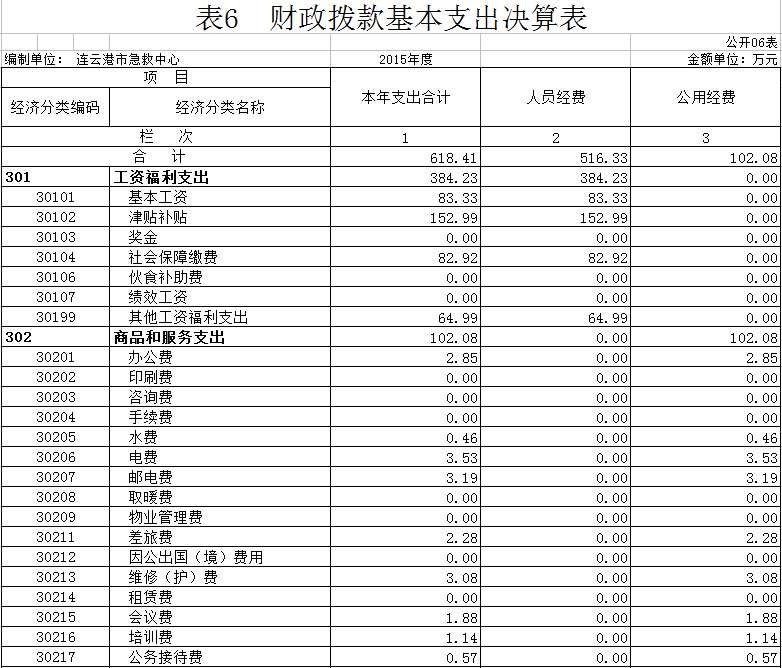 表6 财政拨款基本支出决算表
公开06表
编制单位： 连云港市急救中心 2015年度 金额单位：万元
项 目 本年支出合计 人员经费 公用经费
经济分类编码 经济分类名称
栏 次 1 2 3
合 计 618.41 516.33 102.08
301 工资福利支出 384.23 384.23 0.00
30101 基本工资 83.33 83.33 0.00
30102 津贴补贴 152.99 152.99 0.00
30103 奖金 0.00 0.00 0.00
30104 社会保障缴费 82.92 82.92 0.00
30106 伙食补助费 0.00 0.00 0.00
30107 绩效工资 0.00 0.00 0.00
30199 其他工资福利支出 64.99 64.99 0.00
302 商品和服务支出 102.08 0.00 102.08
30201 办公费 2.85 0.00 2.85
30202 印刷费 0.00 0.00 0.00
30203 咨询费 0.00 0.00 0.00
30204 手续费 0.00 0.00 0.00
30205 水费 0.46 0.00 0.46
30206 电费 3.53 0.00 3.53
30207 邮电费 3.19 0.00 3.19
30208 取暖费 0.00 0.00 0.00
30209 物业管理费 0.00 0.00 0.00
30211 差旅费 2.28 0.00 2.28
30212 因公出国（境）费用 0.00 0.00 0.00
30213 维修（护）费 3.08 0.00 3.08
30214 租赁费 0.00 0.00 0.00
30215 会议费 1.88 0.00 1.88
30216 培训费 1.14 0.00 1.14
30217 公务接待费 0.57 0.00 0.57